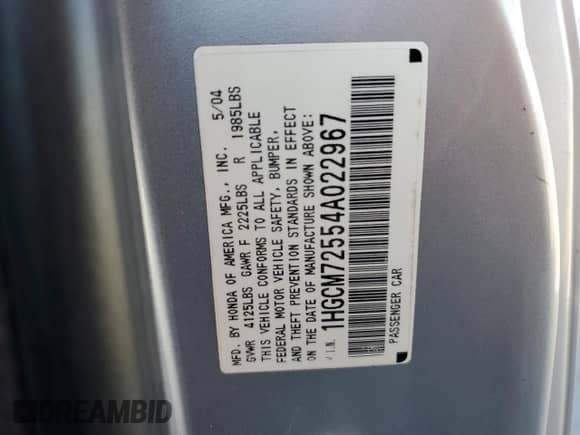 MFD. BY HONDA OF AMERICA MFG., INC. 5/04
GVWR 4125LBS GAWR F 2225LBS R 1985LBS
THIS VEHICLE CONFORMS TO ALL APPLICABLE
FEDERAL MOTOR VEHICLE SAFETY, BUMPER,
AND THEFT PREVENTION STANDARDS IN EFFECT
ON THE DATE OF MANUFACTURE SHOWN ABOVE:
V.I.N. 1HGCM72554A022967
PASSENGER CAR
DREAMBID